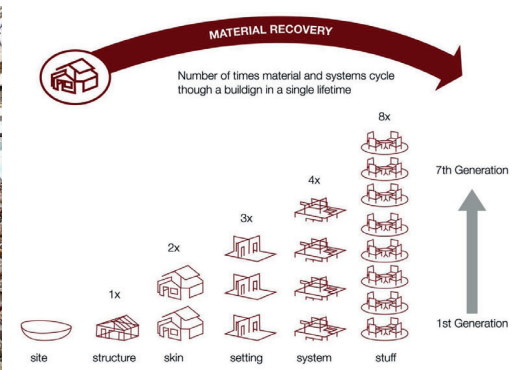 MATERIAL RECOVERY
Number of times material and systems cycle
though a buildign in a single lifetime
8x
7th Generation
4x
3x
2x
1x
1st Generation
site
structure
skin
setting
system
stuff